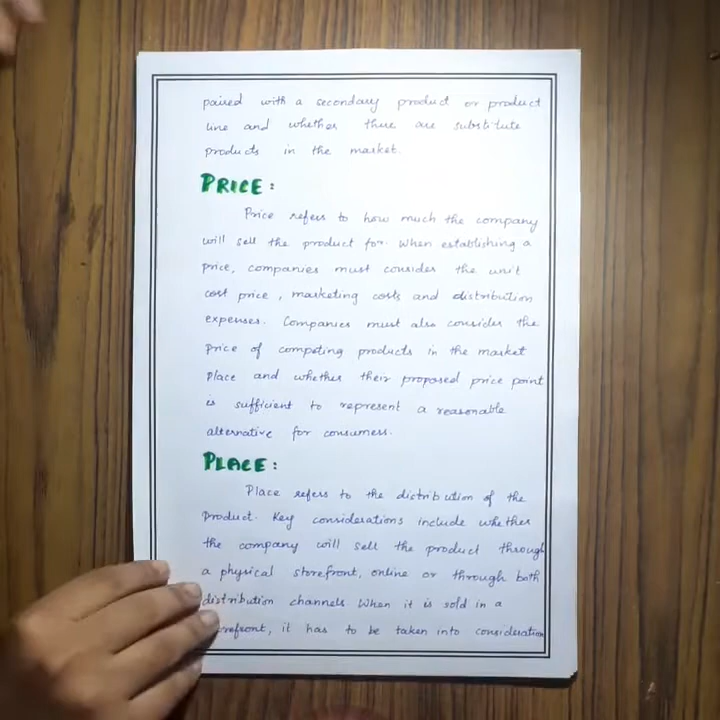 paired with a secondary product or product
line and whether there are substitute
products in the market.
PRICE :
Price refers to how much the company
will sell the product for. When establishing a
price, companies must consider the unit
cost price, marketing costs and distribution
expenses. Companies must also consider the
price of competing products in the market
place and whether their proposed price point
is sufficient to represent a reasonable
alternative for consumers.
PLACE :
Place refers to the distribution of the
product. Key considerations include whether
the company will sell the product through
a physical storefront, online or through both
distribution channels. When it is sold in a
refront, it has to be taken into consideration